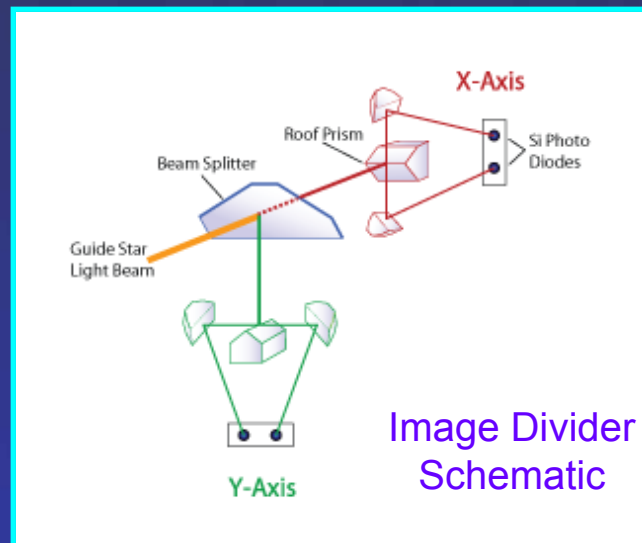 X-Axis
Roof Prism
Si Photo
Diodes
Beam Splitter
Guide Star
Light Beam
Image Divider
Schematic
Y-Axis